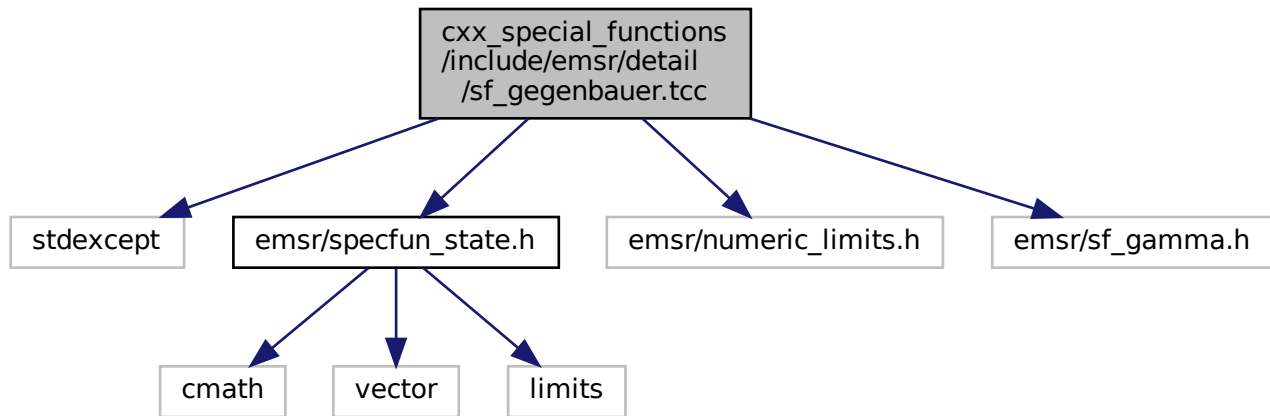 cxx_special_functions
/include/emsr/detail
/sf_gegenbauer.tcc
stdexcept
emsr/specfun_state.h
emsr/numeric_limits.h
emsr/sf_gamma.h
cmath
vector
limits